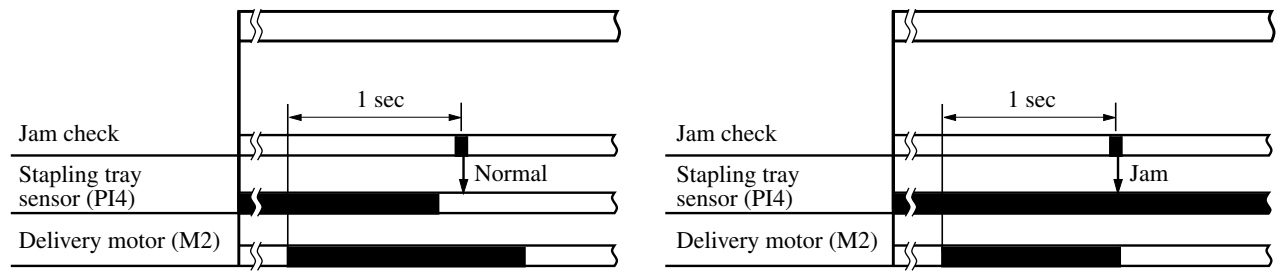 1 sec
Jam check
Normal
Stapling tray
sensor (PI4)
Delivery motor (M2)
1 sec
Jam check
Jam
Stapling tray
sensor (PI4)
Delivery motor (M2)